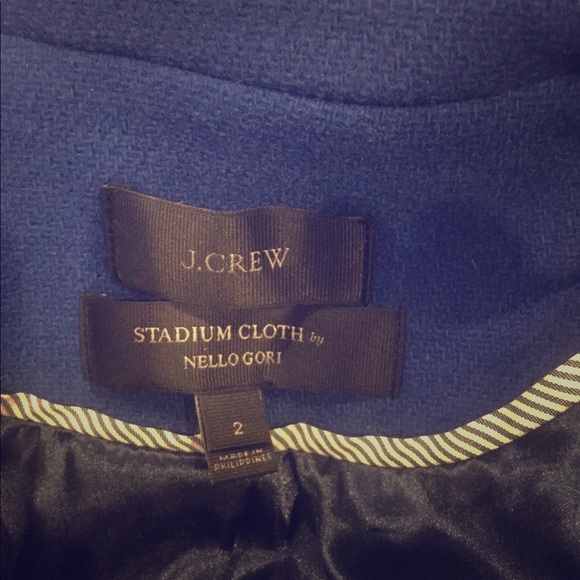 J.CREW
STADIUM CLOTH by
NELLO GORI
2
MADE IN
PHILIPPINES